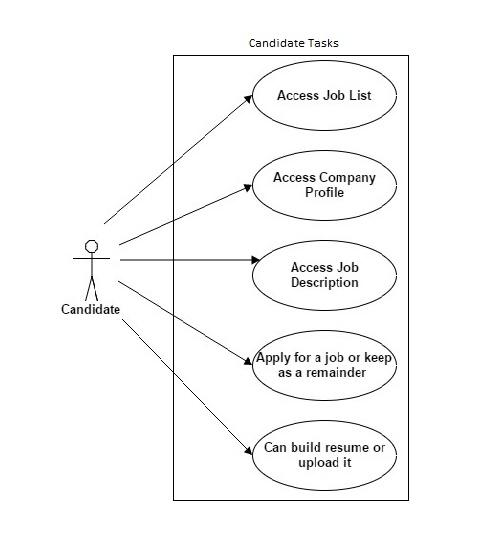 Candidate Tasks
Access Job List
Access Company
Profile
Access Job
Description
Candidate
Apply for a job or keep
as a remainder
Can build resume or
upload it